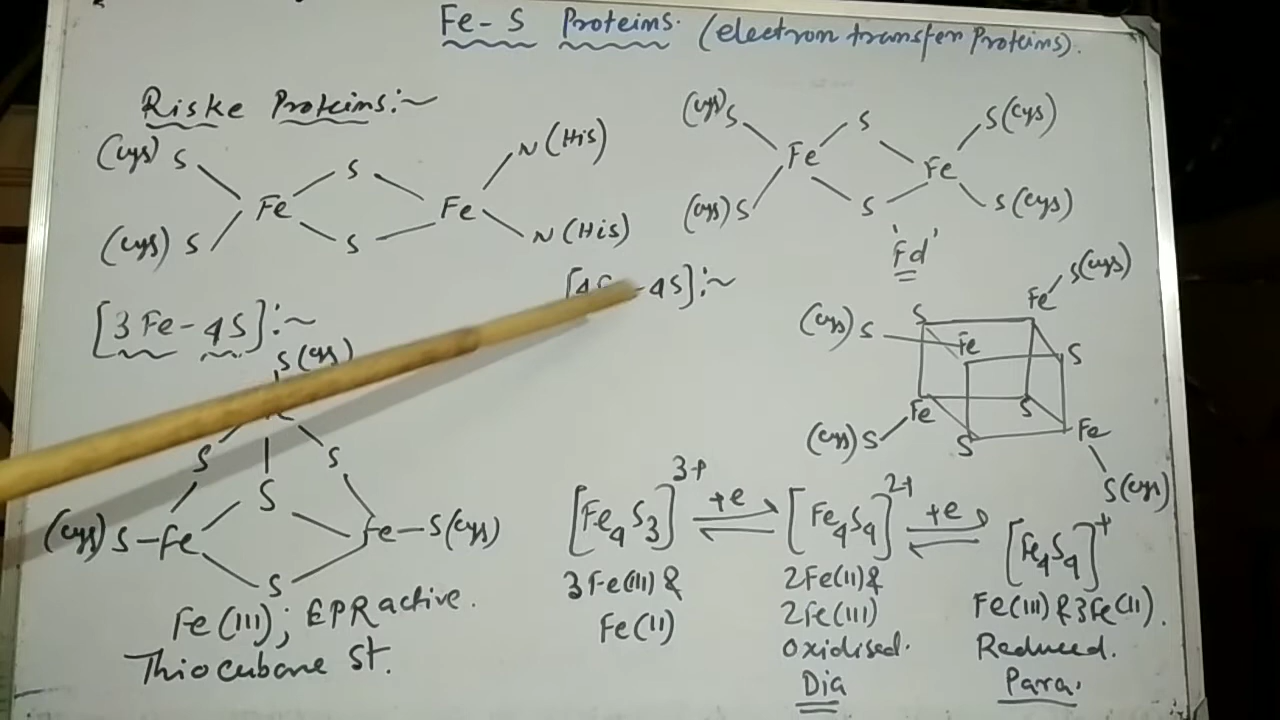 Fe-S Proteins. (electron transfer Proteins).
Riske Proteins:~
(Cys) S
S
N(His)
Fe
Fe
(Cys) S
S
N(His)
(Cys)S
S
S(Cys)
Fe
Fe
(Cys)S
S
S(Cys)
'Fd'
[3Fe-4S]:~
S(Cys)
S
S
S
(Cys) S-Fe
Fe-S(Cys)
S
Fe(III); EPR active.
Thiocubane St.
-4S]:~
S(Cys)
Fe
S
(Cys) S
Fe
S
Fe
S
(Cys) S
S
Fe
S(Cys)
[Fe4S3]3+ +e [Fe4S4]2+ +e [Fe4S4]+
3Fe(III) &
Fe(II)
2Fe(II) &
2Fe(III)
Oxidised.
Dia
Fe(III) & 3Fe(II).
Reduced.
Para.